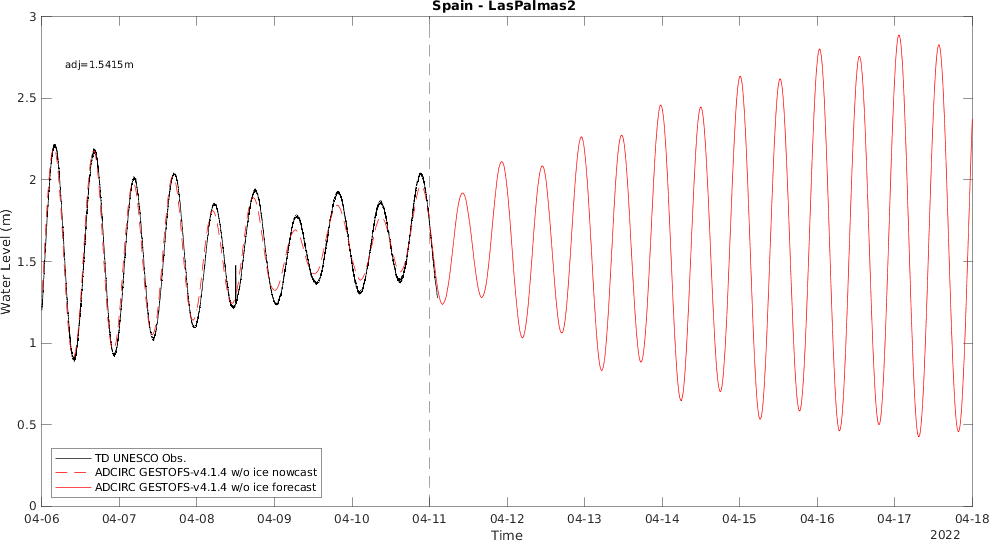 Spain - LasPalmas2
adj=1.5415m
Water Level (m)
3
2.5
2
1.5
1
0.5
0
TD UNESCO Obs.
ADCIRC GESTOFS-v4.1.4 w/o ice nowcast
ADCIRC GESTOFS-v4.1.4 w/o ice forecast
04-06 04-07 04-08 04-09 04-10 04-11 04-12 04-13 04-14 04-15 04-16 04-17 04-18
Time
2022